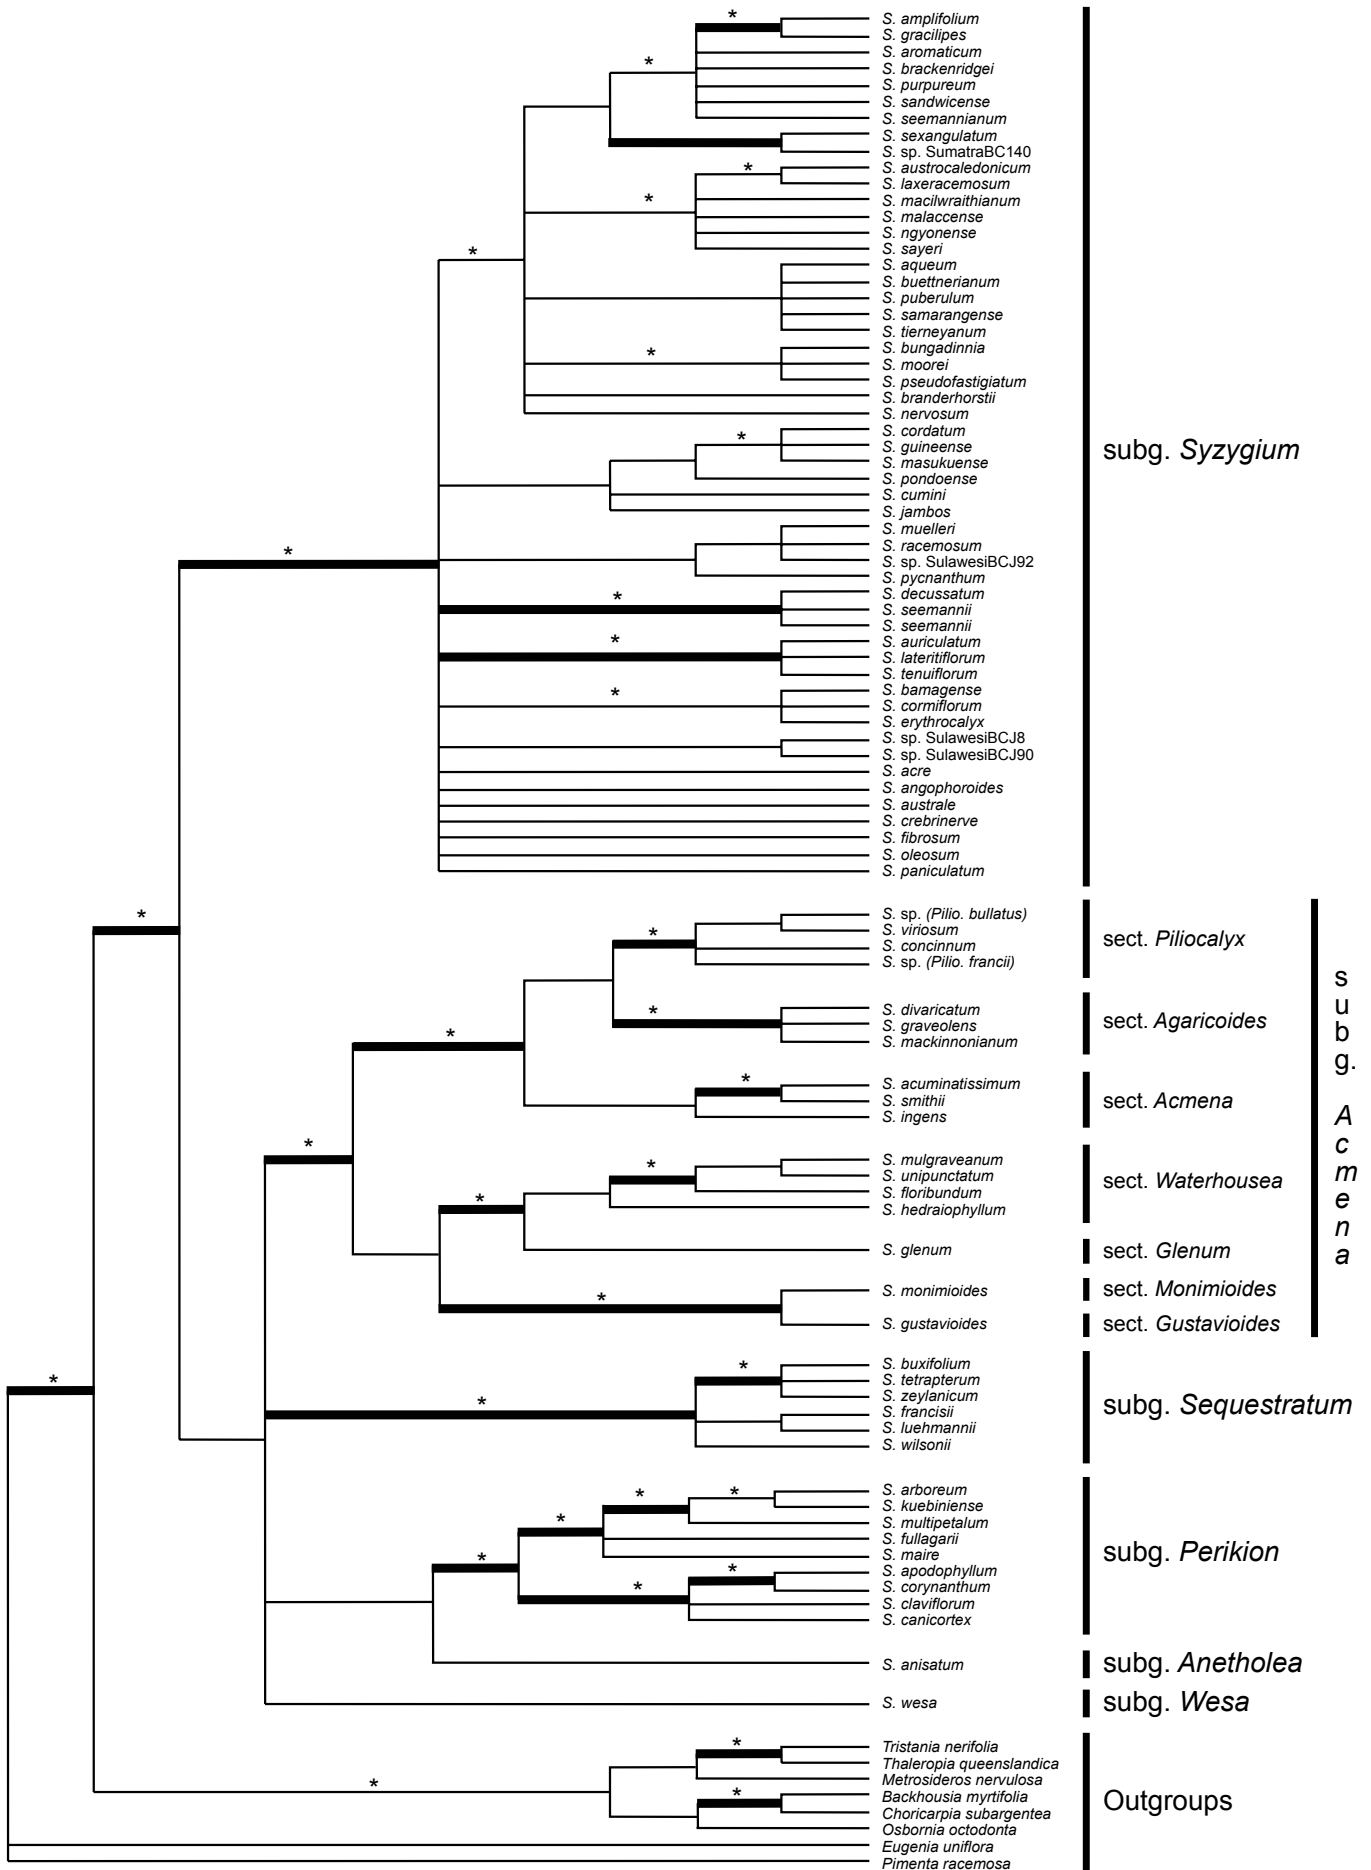 *
S. amplifolium
S. gracilipes
S. aromaticum
*
S. brackenridgei
S. purpureum
S. sandwicense
S. seemannianum
S. sexangulatum
S. sp. SumatraBC140
*
S. austrocaledonicum
S. laxeracemosum
*
S. macilwraithianum
S. malaccense
S. ngyonense
S. sayeri
*
S. aqueum
S. buettnerianum
S. puberulum
S. samarangense
S. tierneyanum
S. bungadinnia
*
S. moorei
S. pseudofastigiatum
S. branderhorstii
S. nervosum
S. cordatum
*
S. guineense
S. masukuense
S. pondoense
S. cumini
S. jambos
subg. Syzygium
S. muelleri
S. racemosum
*
S. sp. SulawesiBCJ92
S. pycnanthum
S. decussatum
*
S. seemannii
S. seemannii
S. auriculatum
*
S. lateritiflorum
S. tenuiflorum
S. bamagense
*
S. cormiflorum
S. erythrocalyx
S. sp. SulawesiBCJ8
S. sp. SulawesiBCJ90
S. acre
S. angophoroides
S. australe
S. crebrinerve
S. fibrosum
S. oleosum
S. paniculatum
*
S. sp. (Pilio. bullatus)
S. viriosum
*
S. concinnum
S. sp. (Pilio. francii)
sect. Piliocalyx
S. divaricatum
*
S. graveolens
S. mackinnonianum
sect. Agaricoides
*
S. acuminatissimum
*
S. smithii
S. ingens
sect. Acmena
*
S. mulgraveanum
*
S. unipunctatum
S. floribundum
*
S. hedraiophyllum
sect. Waterhousea
S. glenum
sect. Glenum
S. monimioides
*
sect. Monimioides
S. gustavioides
sect. Gustavioides
subg. Acmena
*
S. buxifolium
*
S. tetrapterum
S. zeylanicum
*
S. francisii
S. luehmannii
S. wilsonii
subg. Sequestratum
*
*
S. arboreum
S. kuebiniense
*
S. multipetalum
S. fullagarii
*
S. maire
*
S. apodophyllum
*
S. corynanthum
S. claviflorum
S. canicortex
subg. Perikion
S. anisatum
subg. Anetholea
S. wesa
subg. Wesa
*
Tristania nerifolia
Thaleropia queenslandica
*
Metrosideros nervulosa
*
Backhousia myrtifolia
Choricarpia subargentea
Osbornia octodonta
Eugenia uniflora
Pimenta racemosa
Outgroups